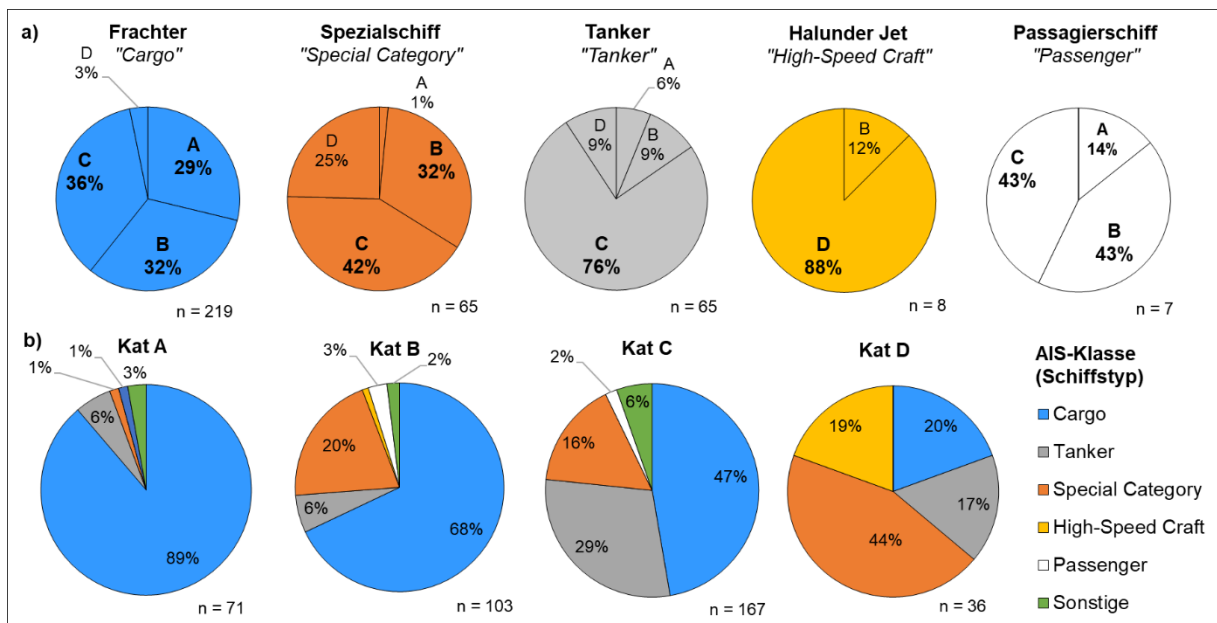 a)
Frachter
"Cargo"
D
3%
A
29%
B
32%
C
36%
n = 219
Spezialschiff
"Special Category"
A
1%
B
32%
C
42%
D
25%
n = 65
Tanker
"Tanker"
A
6%
B
9%
C
76%
D
9%
n = 65
Halunder Jet
"High-Speed Craft"
B
12%
D
88%
n = 8
Passagierschiff
"Passenger"
A
14%
B
43%
C
43%
n = 7
b)
Kat A
1%
1%
3%
6%
89%
n = 71
Kat B
3%
2%
20%
6%
68%
n = 103
Kat C
2%
6%
16%
47%
29%
n = 167
Kat D
19%
20%
17%
44%
n = 36
AIS-Klasse
(Schiffstyp)
Cargo
Tanker
Special Category
High-Speed Craft
Passenger
Sonstige